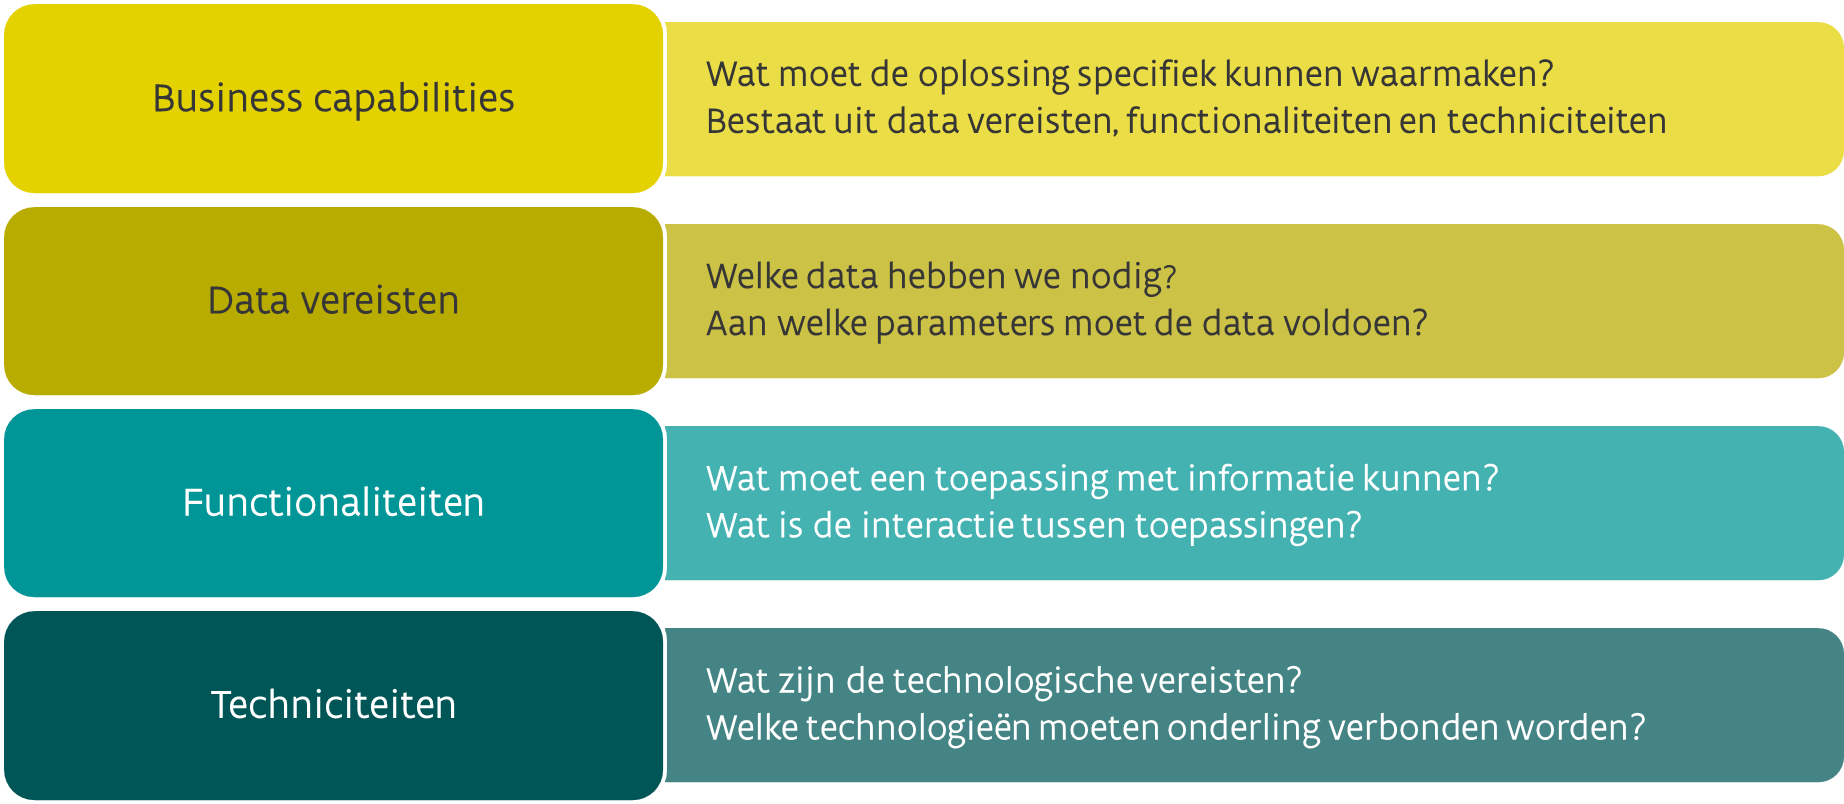 Business capabilities
Wat moet de oplossing specifiek kunnen waarmaken?
Bestaat uit data vereisten, functionaliteiten en techniciteiten
Data vereisten
Welke data hebben we nodig?
Aan welke parameters moet de data voldoen?
Functionaliteiten
Wat moet een toepassing met informatie kunnen?
Wat is de interactie tussen toepassingen?
Techniciteiten
Wat zijn de technologische vereisten?
Welke technologieën moeten onderling verbonden worden?